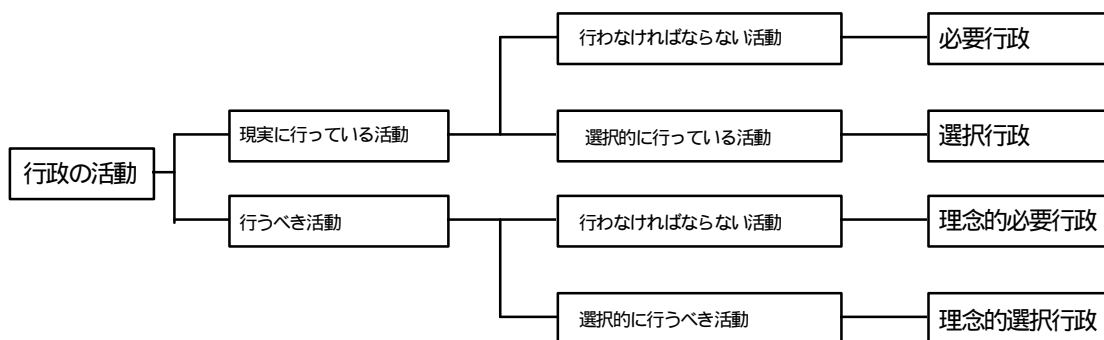 行わなければならない活動
必要行政
現実に行っている活動
選択的に行っている活動
選択行政
行政の活動
行うべき活動
行わなければならない活動
理念的必要行政
選択的に行うべき活動
理念的選択行政